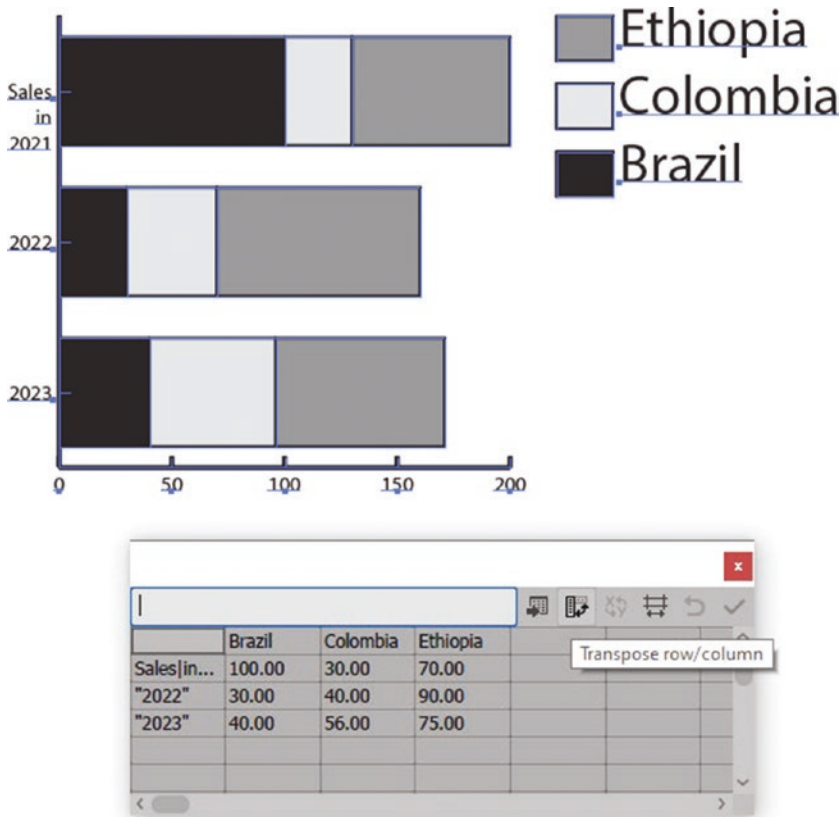 Ethiopia
Colombia
Brazil
Sales
in
2021
2022
2023
0 50 100 150 200
x
Brazil Colombia Ethiopia
Transpose row/column
Sales|in... 100.00 30.00 70.00
"2022" 30.00 40.00 90.00
"2023" 40.00 56.00 75.00